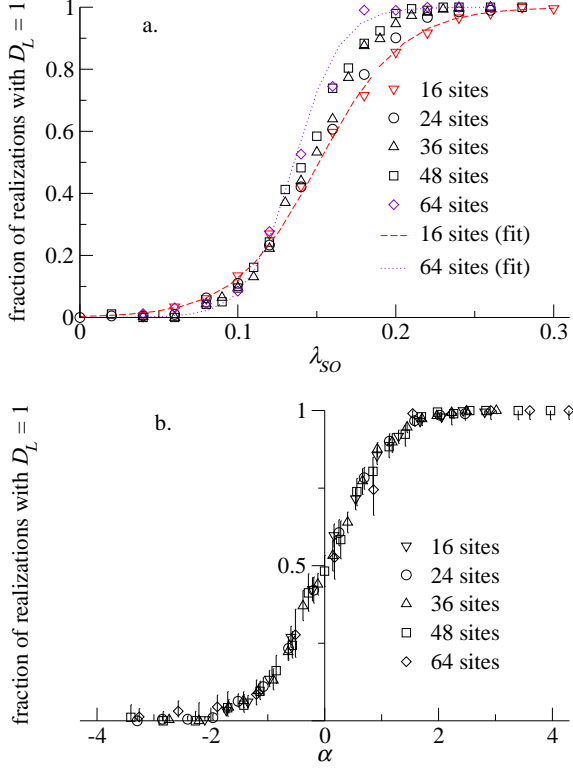 a.
fraction of realizations with D_L = 1
1
0.8
0.6
0.4
0.2
0
16 sites
24 sites
36 sites
48 sites
64 sites
16 sites (fit)
64 sites (fit)
0 0.1 0.2 0.3
λ_SO
b.
fraction of realizations with D_L = 1
1
0.5
16 sites
24 sites
36 sites
48 sites
64 sites
-4 -2 0 2 4
α